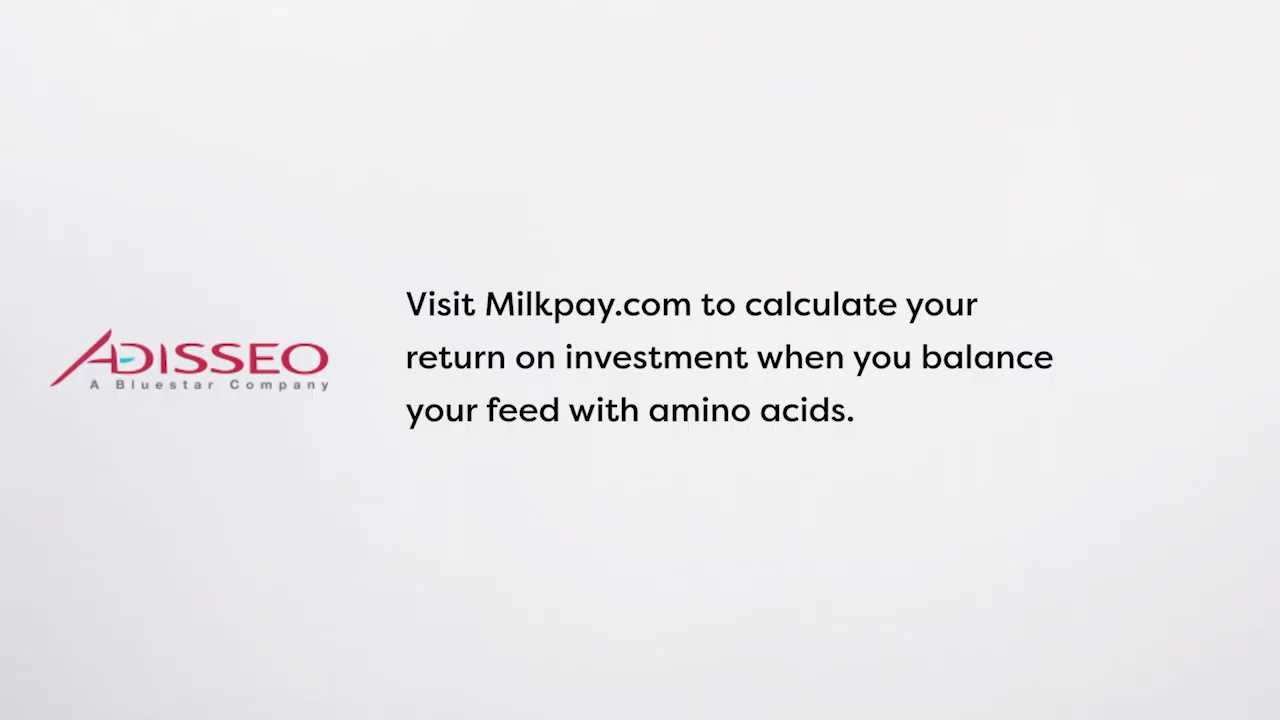 ADISSEO
A Bluestar Company
Visit Milkpay.com to calculate your
return on investment when you balance
your feed with amino acids.